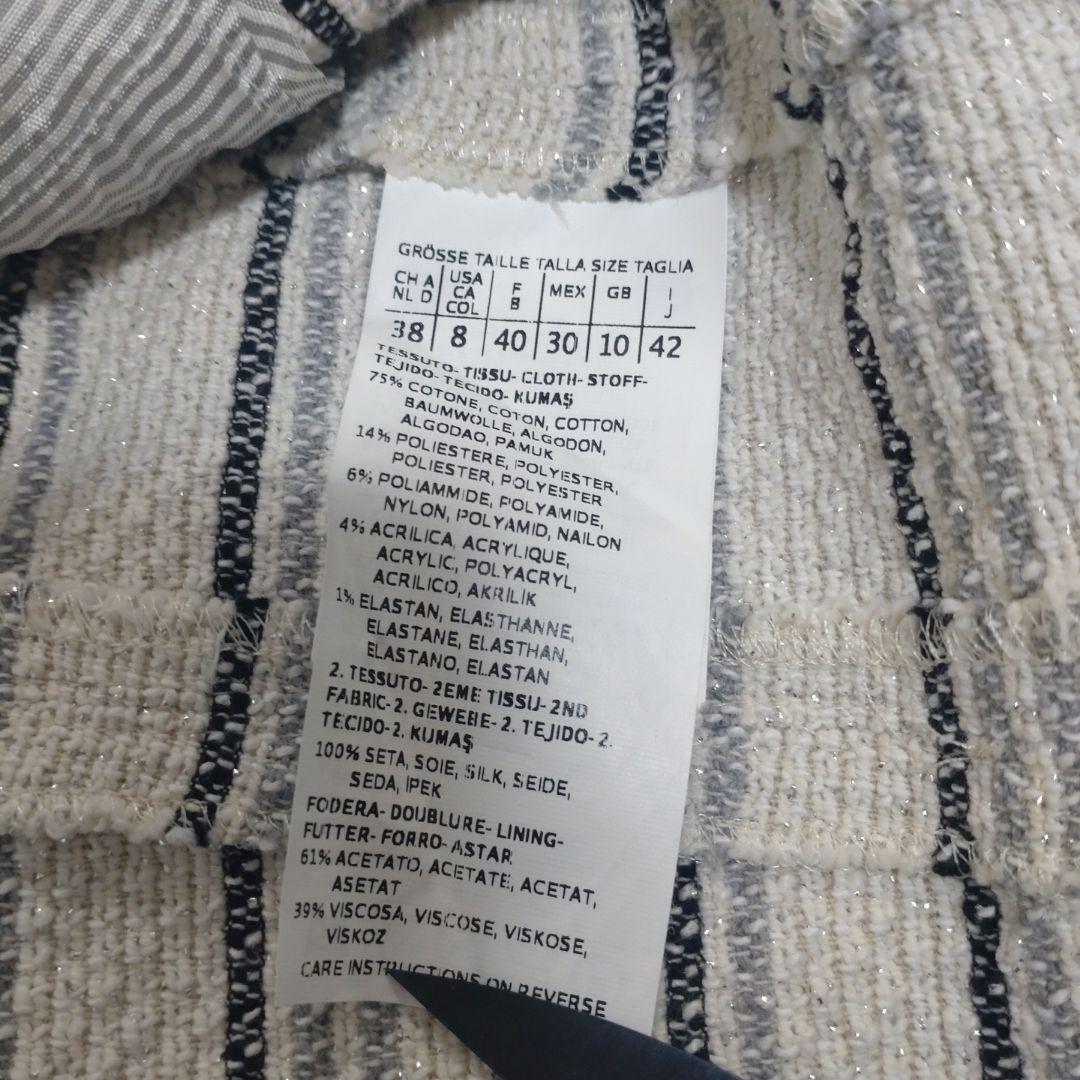 GRÖSSE TAILLE TALLA SIZE TAGLIA
CH A NL D USA CA COL F B MEX GB I J
38 8 40 30 10 42
TESSUTO- TISSU- CLOTH- STOFF-
TEJIDO- TECIDO- KUMAŞ
75% COTONE, COTON, COTTON,
BAUMWOLLE, ALGODON,
ALGODAO, PAMUK
14% POLIESTERE, POLYESTER,
POLIESTER, POLYESTER
6% POLIAMMIDE, POLYAMIDE,
NYLON, POLYAMID, NAILON
4% ACRILICA, ACRYLIQUE,
ACRYLIC, POLYACRYL,
ACRILICO, AKRILIK
1% ELASTAN, ELASTHANNE,
ELASTANE, ELASTHAN,
ELASTANO, ELASTAN
2. TESSUTO- 2EME TISSU- 2ND
FABRIC-2. GEWEBE-2. TEJIDO-2.
TECIDO-2. KUMAŞ
100% SETA, SOIE, SILK, SEIDE,
SEDA, IPEK
FODERA- DOUBLURE- LINING-
FUTTER- FORRO- ASTAR
61% ACETATO, ACETATE, ACETAT,
ASETAT
39% VISCOSA, VISCOSE, VISKOSE,
VISKOZ
CARE INSTRUCTIONS ON REVERSE